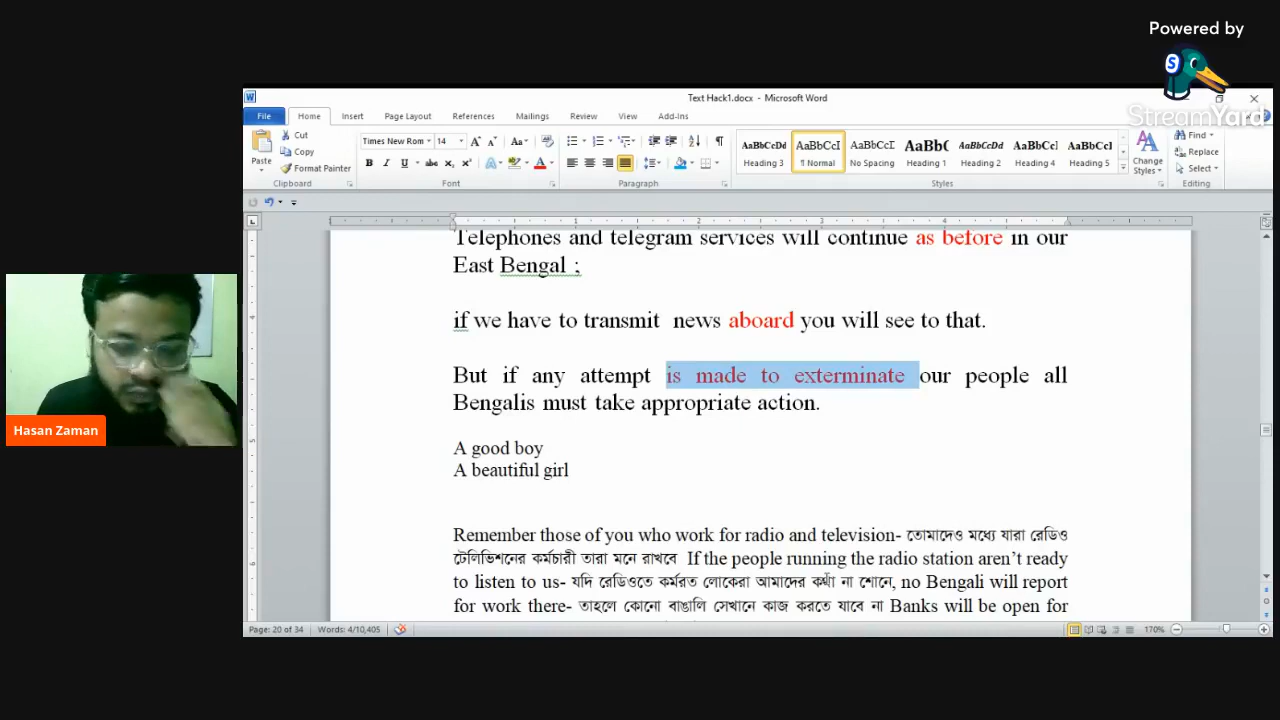 Powered by
StreamYard
Text Hack1.docx - Microsoft Word
File Home Insert Page Layout References Mailings Review View Add-Ins
Paste
Cut
Copy
Format Painter
Clipboard
Times New Rom 14
Font
Paragraph
AaBbCcDd AaBbCcI AaBbCcI AaBb( AaBbCcDd AaBbCcI AaBbCcI
Heading 3 ¶ Normal No Spacing Heading 1 Heading 2 Heading 4 Heading 5
Change Styles
Styles
Find
Replace
Select
Editing
Telephones and telegram services will continue as before in our
East Bengal ;
if we have to transmit news aboard you will see to that.
But if any attempt is made to exterminate our people all
Bengalis must take appropriate action.
A good boy
A beautiful girl
Remember those of you who work for radio and television- তোমাদেও মধ্যে যারা রেডিও
টেলিভিশনের কর্মচারী তারা মনে রাখবে If the people running the radio station aren't ready
to listen to us- যদি রেডিওতে কর্মরত লোকেরা আমাদের কথা না শোনে, no Bengali will report
for work there- তাহলে কোনো বাঙালি সেখানে কাজ করতে যাবে না Banks will be open for
Hasan Zaman
Page: 20 of 34 Words: 4/10,405 170%